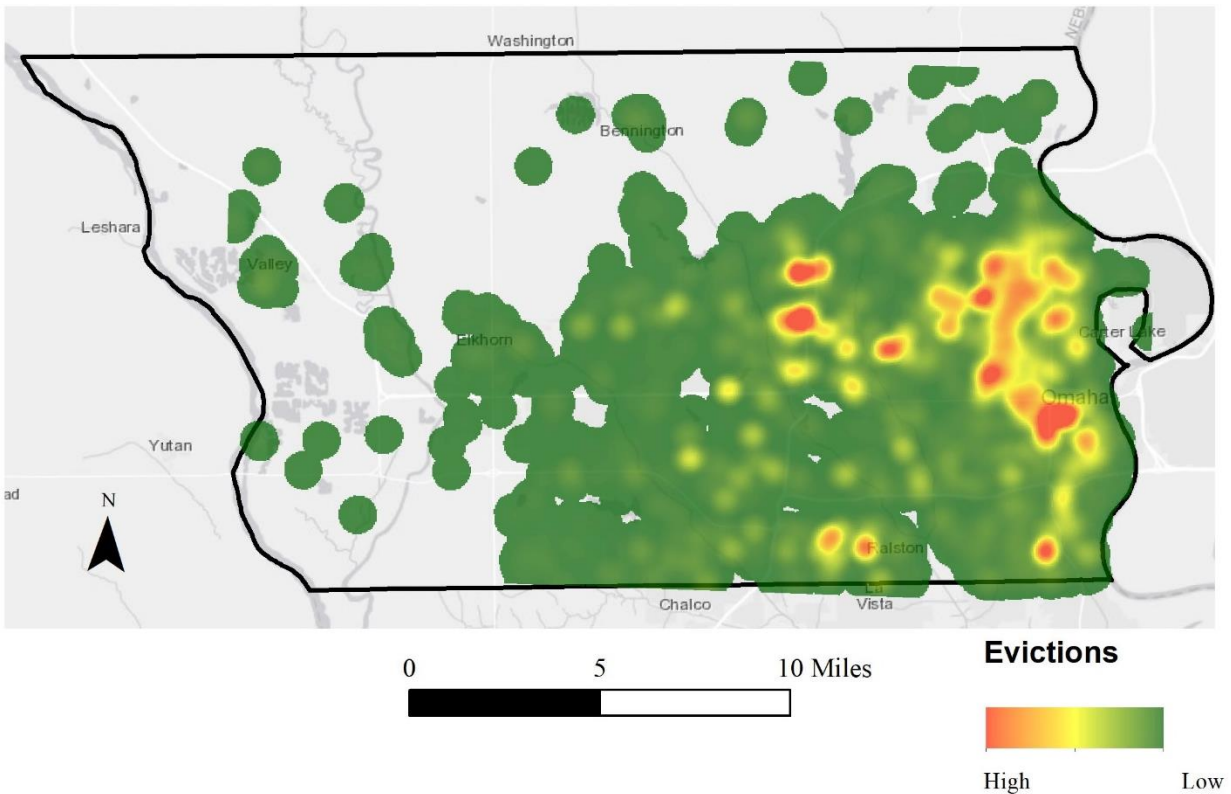 Washington
NEB
Bennington
Leshara
Valley
Elkhorn
Carter Lake
Omaha
Yutan
ad
N
Ralston
La
Vista
Chalco
0 5 10 Miles
Evictions
High Low